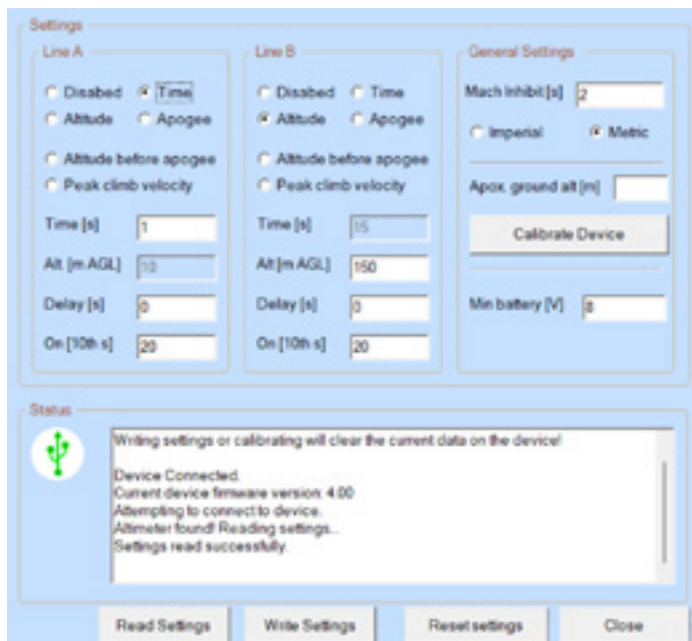 Settings
Line A
Disabed Time
Altitude Apogee
Altitude before apogee
Peak climb velocity
Time [s] 1
Alt. [m AGL] 10
Delay [s] 0
On [10th s] 20
Line B
Disabed Time
Altitude Apogee
Altitude before apogee
Peak climb velocity
Time [s] 15
Alt [m AGL] 150
Delay [s] 0
On [10th s] 20
General Settings
Mach Inhibit [s] 2
Imperial Metric
Apox. ground alt [m]
Calibrate Device
Min battery [V] 8
Status
Writing settings or calibrating will clear the current data on the device!
Device Connected.
Current device firmware version: 4.00
Attempting to connect to device.
Altimeter found! Reading settings...
Settings read successfully.
Read Settings Write Settings Reset settings Close